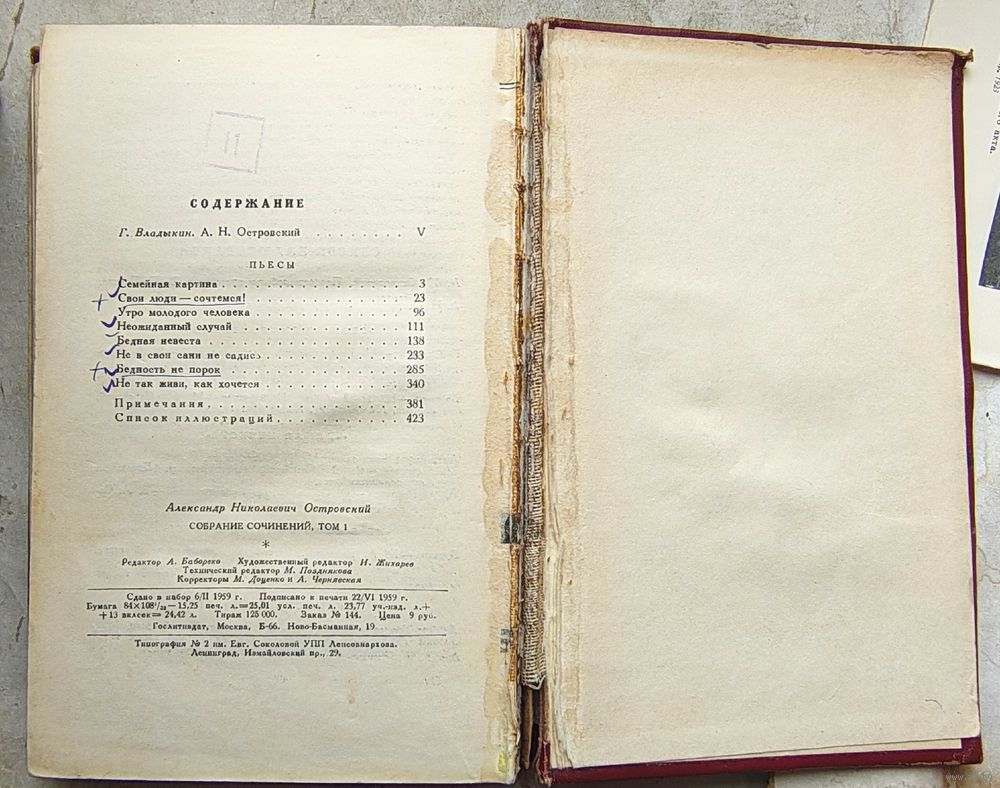 11
СОДЕРЖАНИЕ
Г. Владыкин. А. Н. Островский . . . . . . . . V
ПЬЕСЫ
Семейная картина . . . . . . . . . . . . . . 3
Свои люди — сочтемся! . . . . . . . . . . . . 23
Утро молодого человека . . . . . . . . . . . 96
Неожиданный случай . . . . . . . . . . . . . 111
Бедная невеста . . . . . . . . . . . . . . . 138
Не в свои сани не садись . . . . . . . . . . 233
Бедность не порок . . . . . . . . . . . . . . 285
Не так живи, как хочется . . . . . . . . . . 340
Примечания . . . . . . . . . . . . . . . . . 381
Список иллюстраций . . . . . . . . . . . . . 423
Александр Николаевич Островский
СОБРАНИЕ СОЧИНЕНИЙ, ТОМ 1
*
Редактор А. Бабореко Художественный редактор И. Жихарев
Технический редактор М. Позднякова
Корректоры М. Доценко и А. Чернявская
Сдано в набор 6/II 1959 г. Подписано к печати 22/VI 1959 г.
Бумага 84×108¹/₃₂—15,25 печ. л.=25,01 усл. печ. л. 23,77 уч.-изд. л.+
+13 вклеек=24,42 л. Тираж 125 000. Заказ № 144. Цена 9 руб.
Гослитиздат, Москва, Б-66, Ново-Басманная, 19
Типография № 2 им. Евг. Соколовой УПП Ленсовнархоза.
Ленинград, Измайловский пр., 29.
1921
акта.